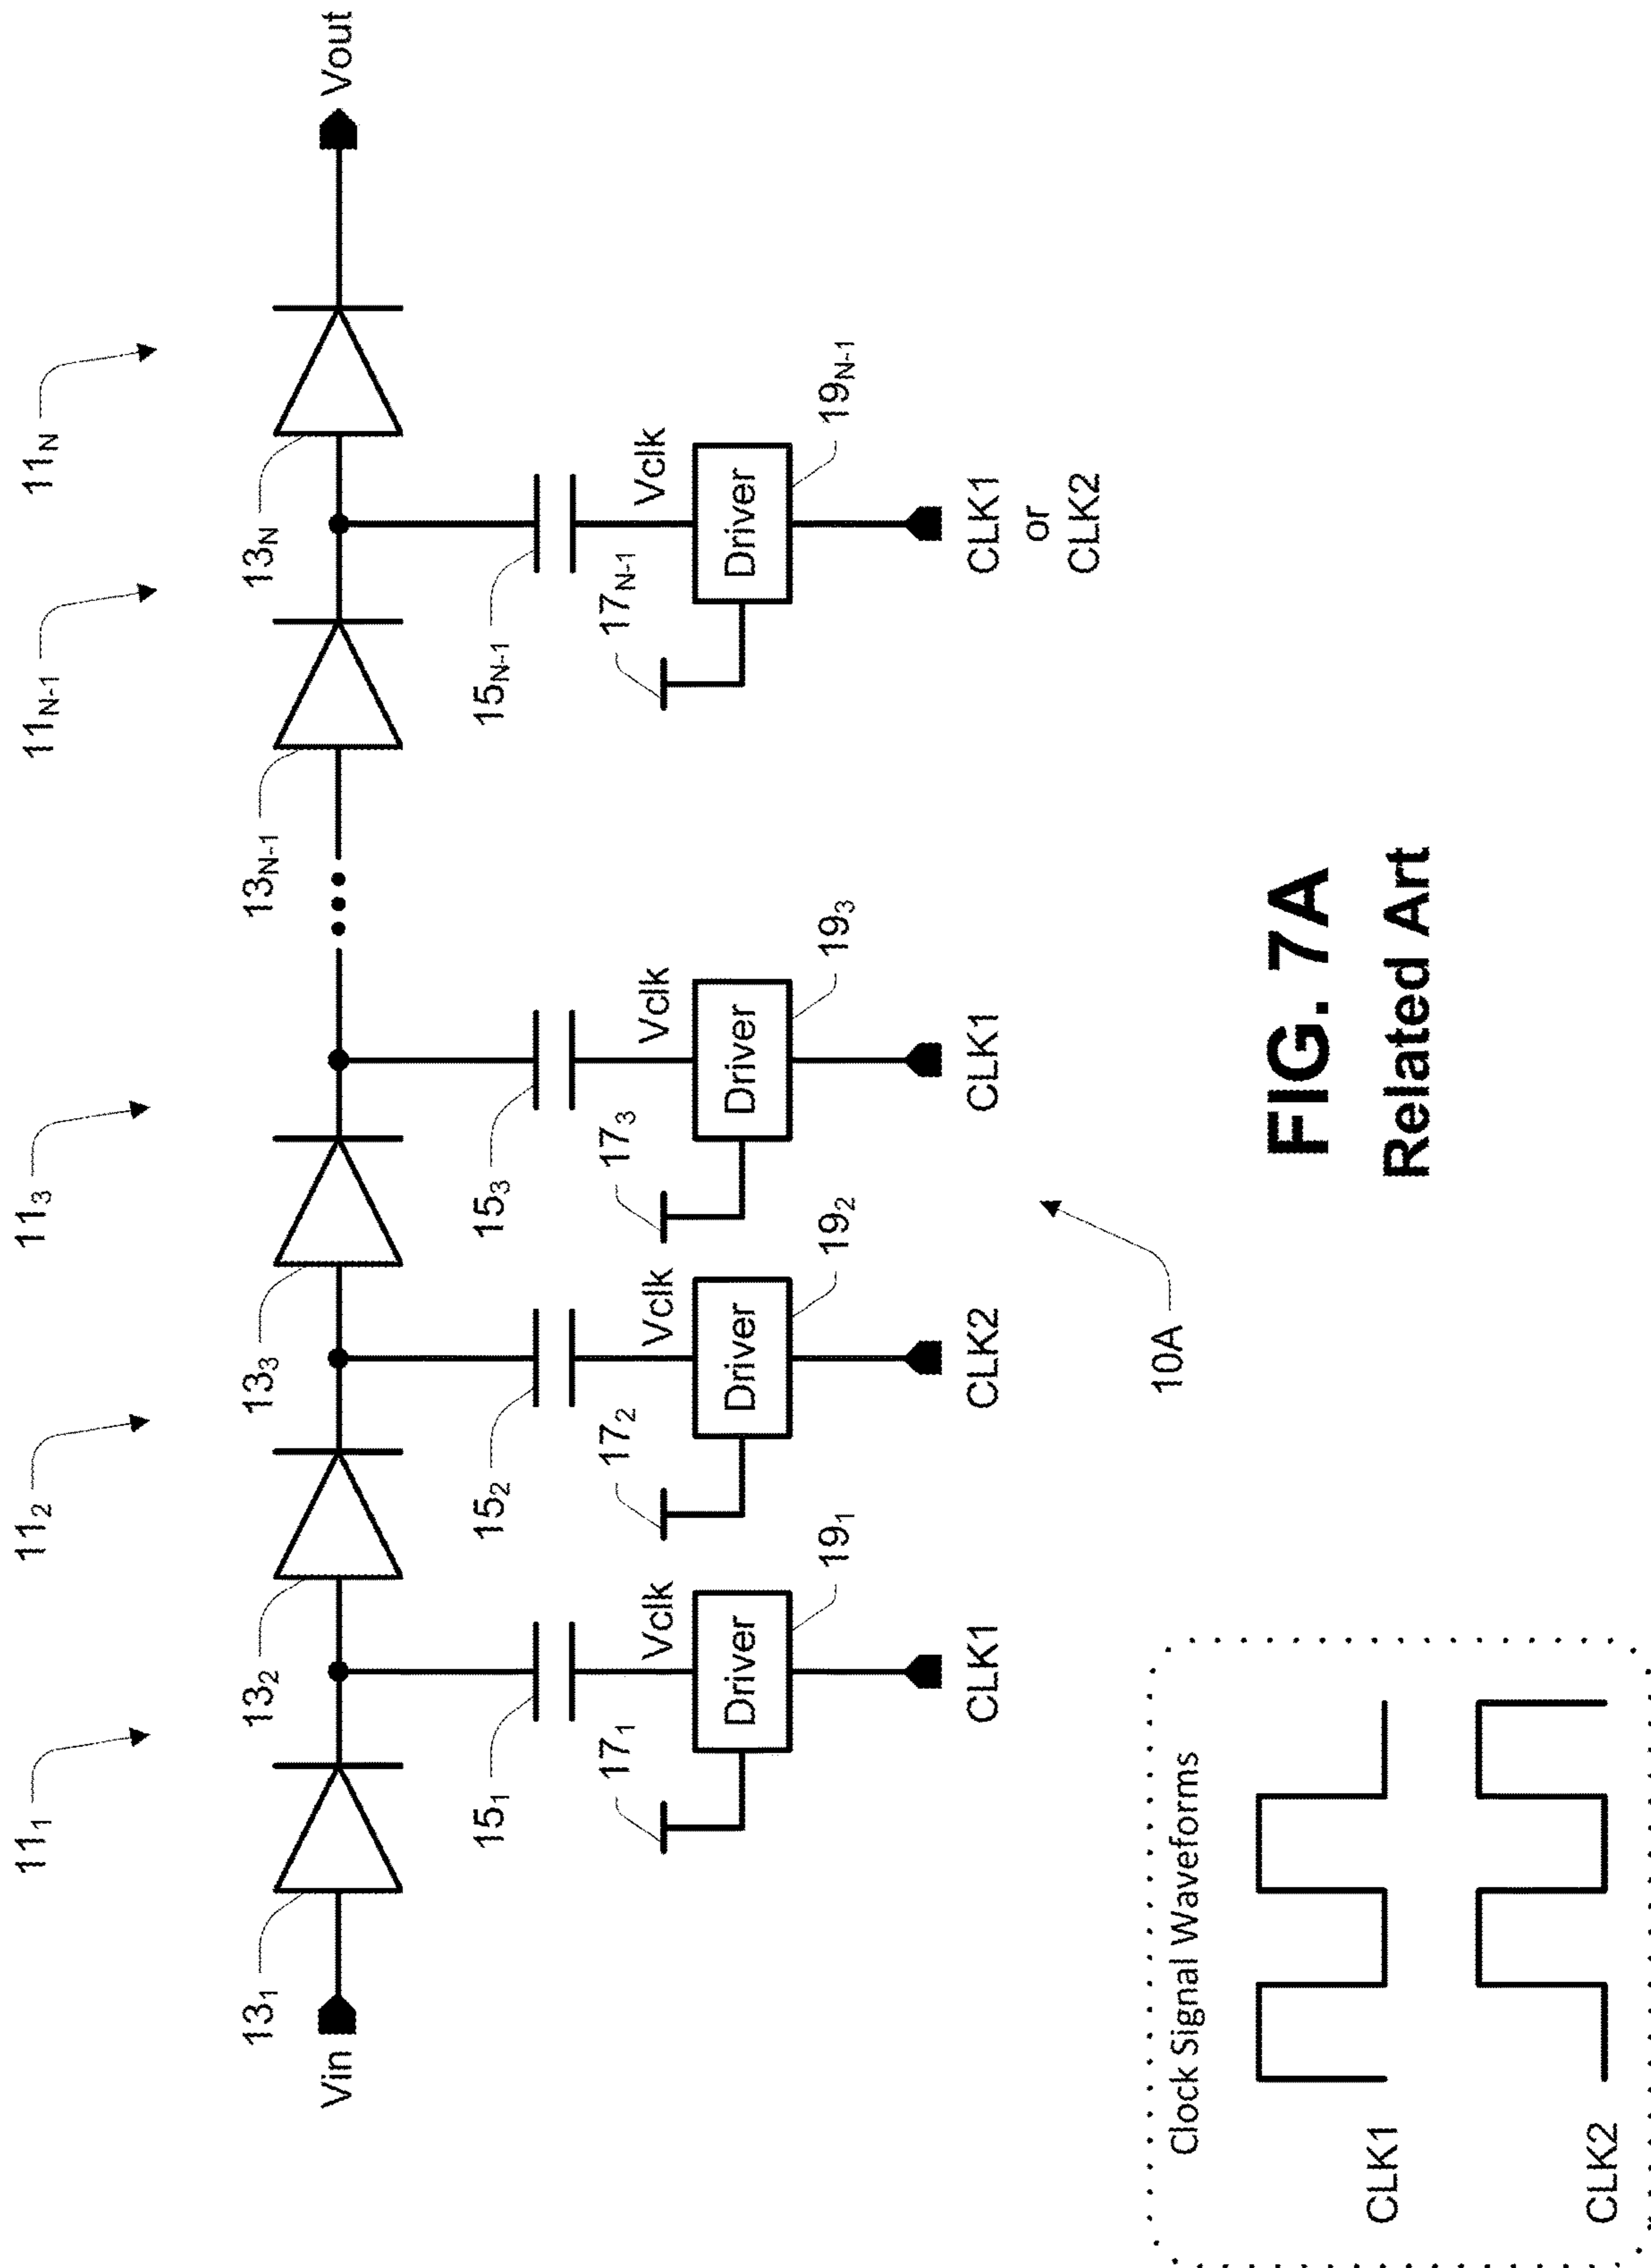 11₁
11₂
11₃
11N-1
11N
13₁
13₂
13₃
13N-1
13N
Vin
Vout
15₁
15₂
15₃
15N-1
17₁
Vclk
17₂
Vclk
17₃
Vclk
17N-1
Vclk
Driver
Driver
Driver
Driver
19₁
19₂
19₃
19N-1
CLK1
CLK2
CLK1
CLK1
or
CLK2
10A
Clock Signal Waveforms
CLK1
CLK2
FIG. 7A
Related Art